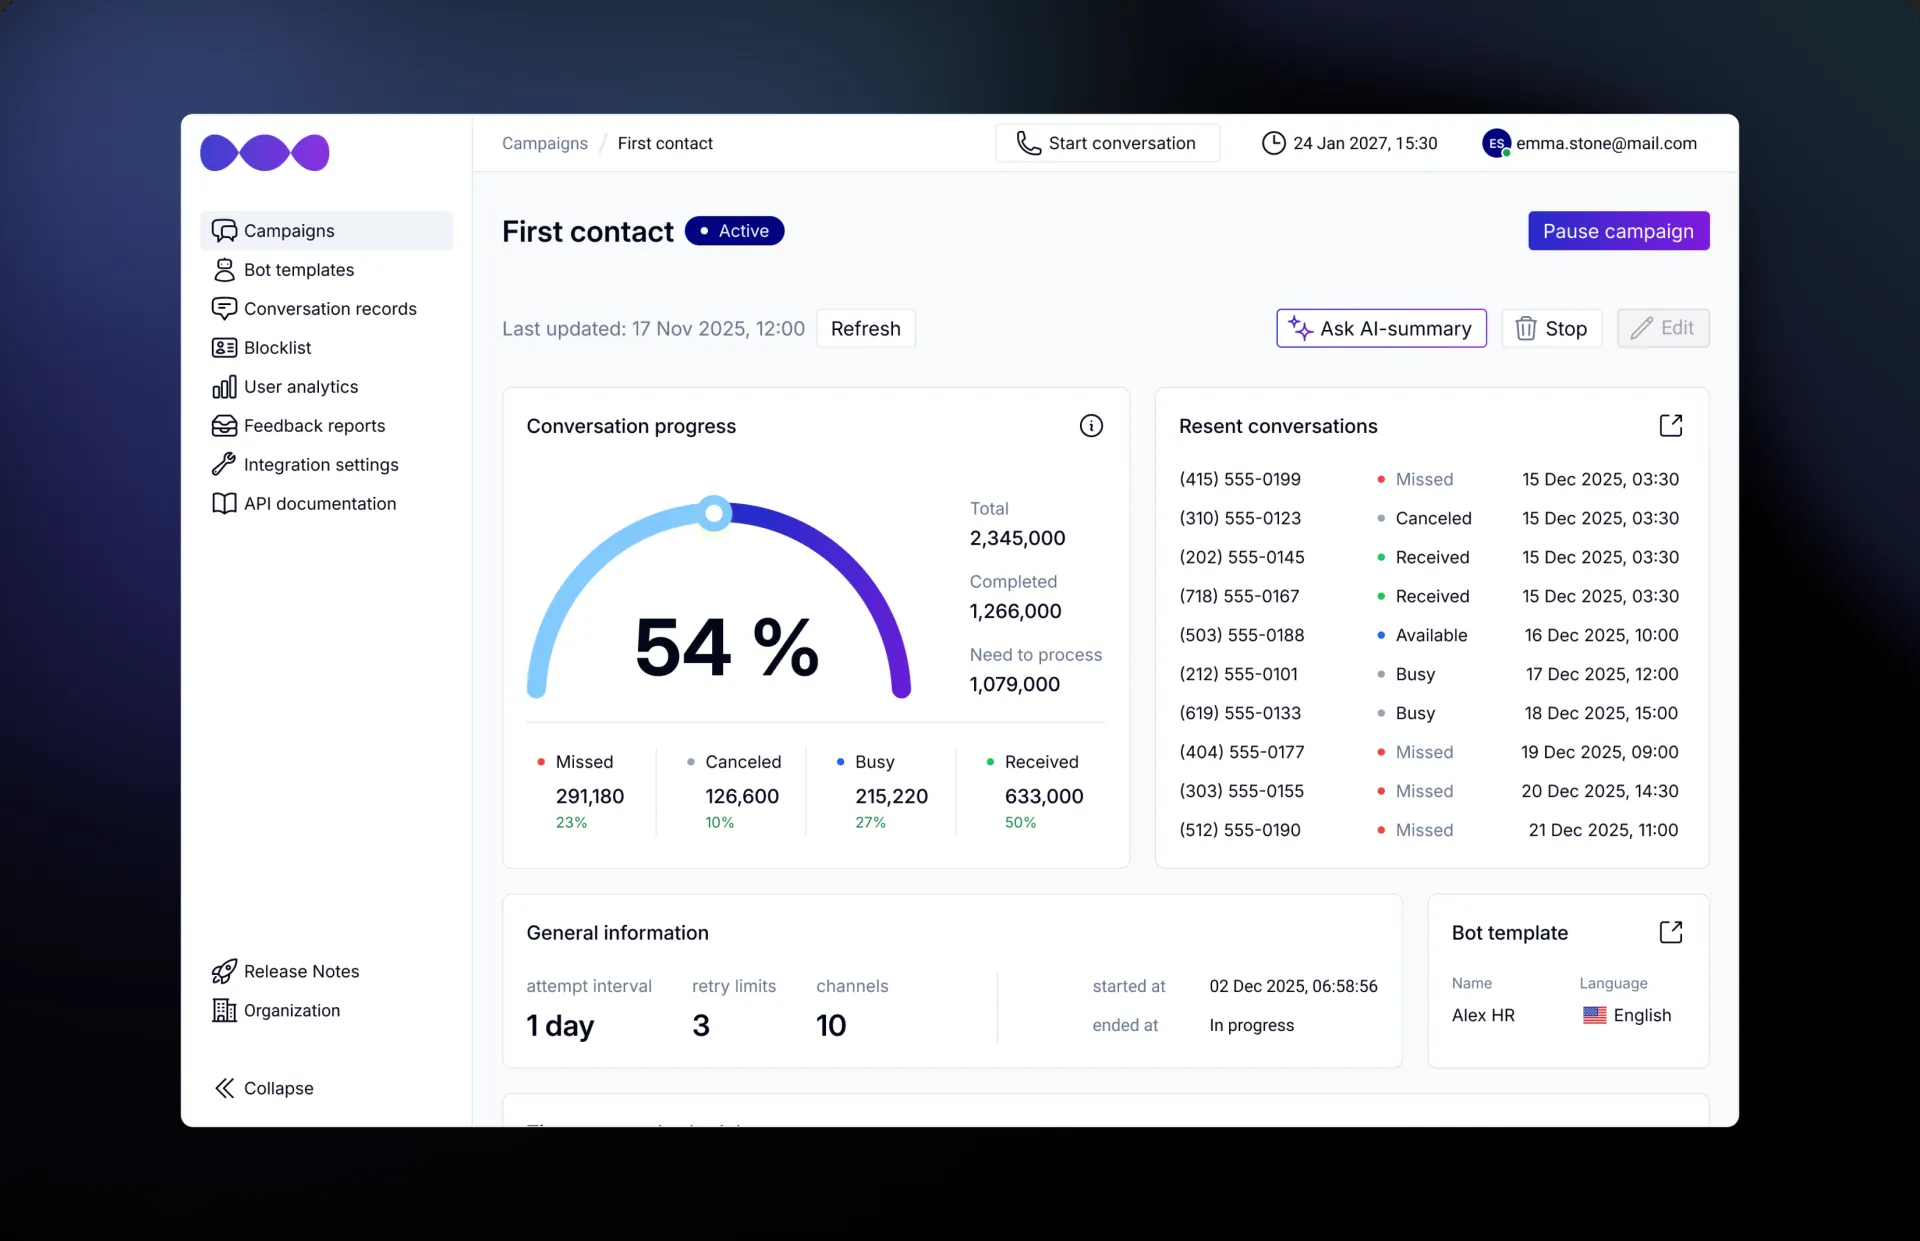 Campaigns / First contact
Start conversation
24 Jan 2027, 15:30
ES
emma.stone@mail.com
Campaigns
Bot templates
Conversation records
Blocklist
User analytics
Feedback reports
Integration settings
API documentation
Release Notes
Organization
Collapse
First contact
Active
Pause campaign
Last updated: 17 Nov 2025, 12:00
Refresh
Ask AI-summary
Stop
Edit
Conversation progress
54 %
Total
2,345,000
Completed
1,266,000
Need to process
1,079,000
Missed
291,180
23%
Canceled
126,600
10%
Busy
215,220
27%
Received
633,000
50%
Resent conversations
(415) 555-0199 Missed 15 Dec 2025, 03:30
(310) 555-0123 Canceled 15 Dec 2025, 03:30
(202) 555-0145 Received 15 Dec 2025, 03:30
(718) 555-0167 Received 15 Dec 2025, 03:30
(503) 555-0188 Available 16 Dec 2025, 10:00
(212) 555-0101 Busy 17 Dec 2025, 12:00
(619) 555-0133 Busy 18 Dec 2025, 15:00
(404) 555-0177 Missed 19 Dec 2025, 09:00
(303) 555-0155 Missed 20 Dec 2025, 14:30
(512) 555-0190 Missed 21 Dec 2025, 11:00
General information
attempt interval
1 day
retry limits
3
channels
10
started at 02 Dec 2025, 06:58:56
ended at In progress
Bot template
Name
Alex HR
Language
English